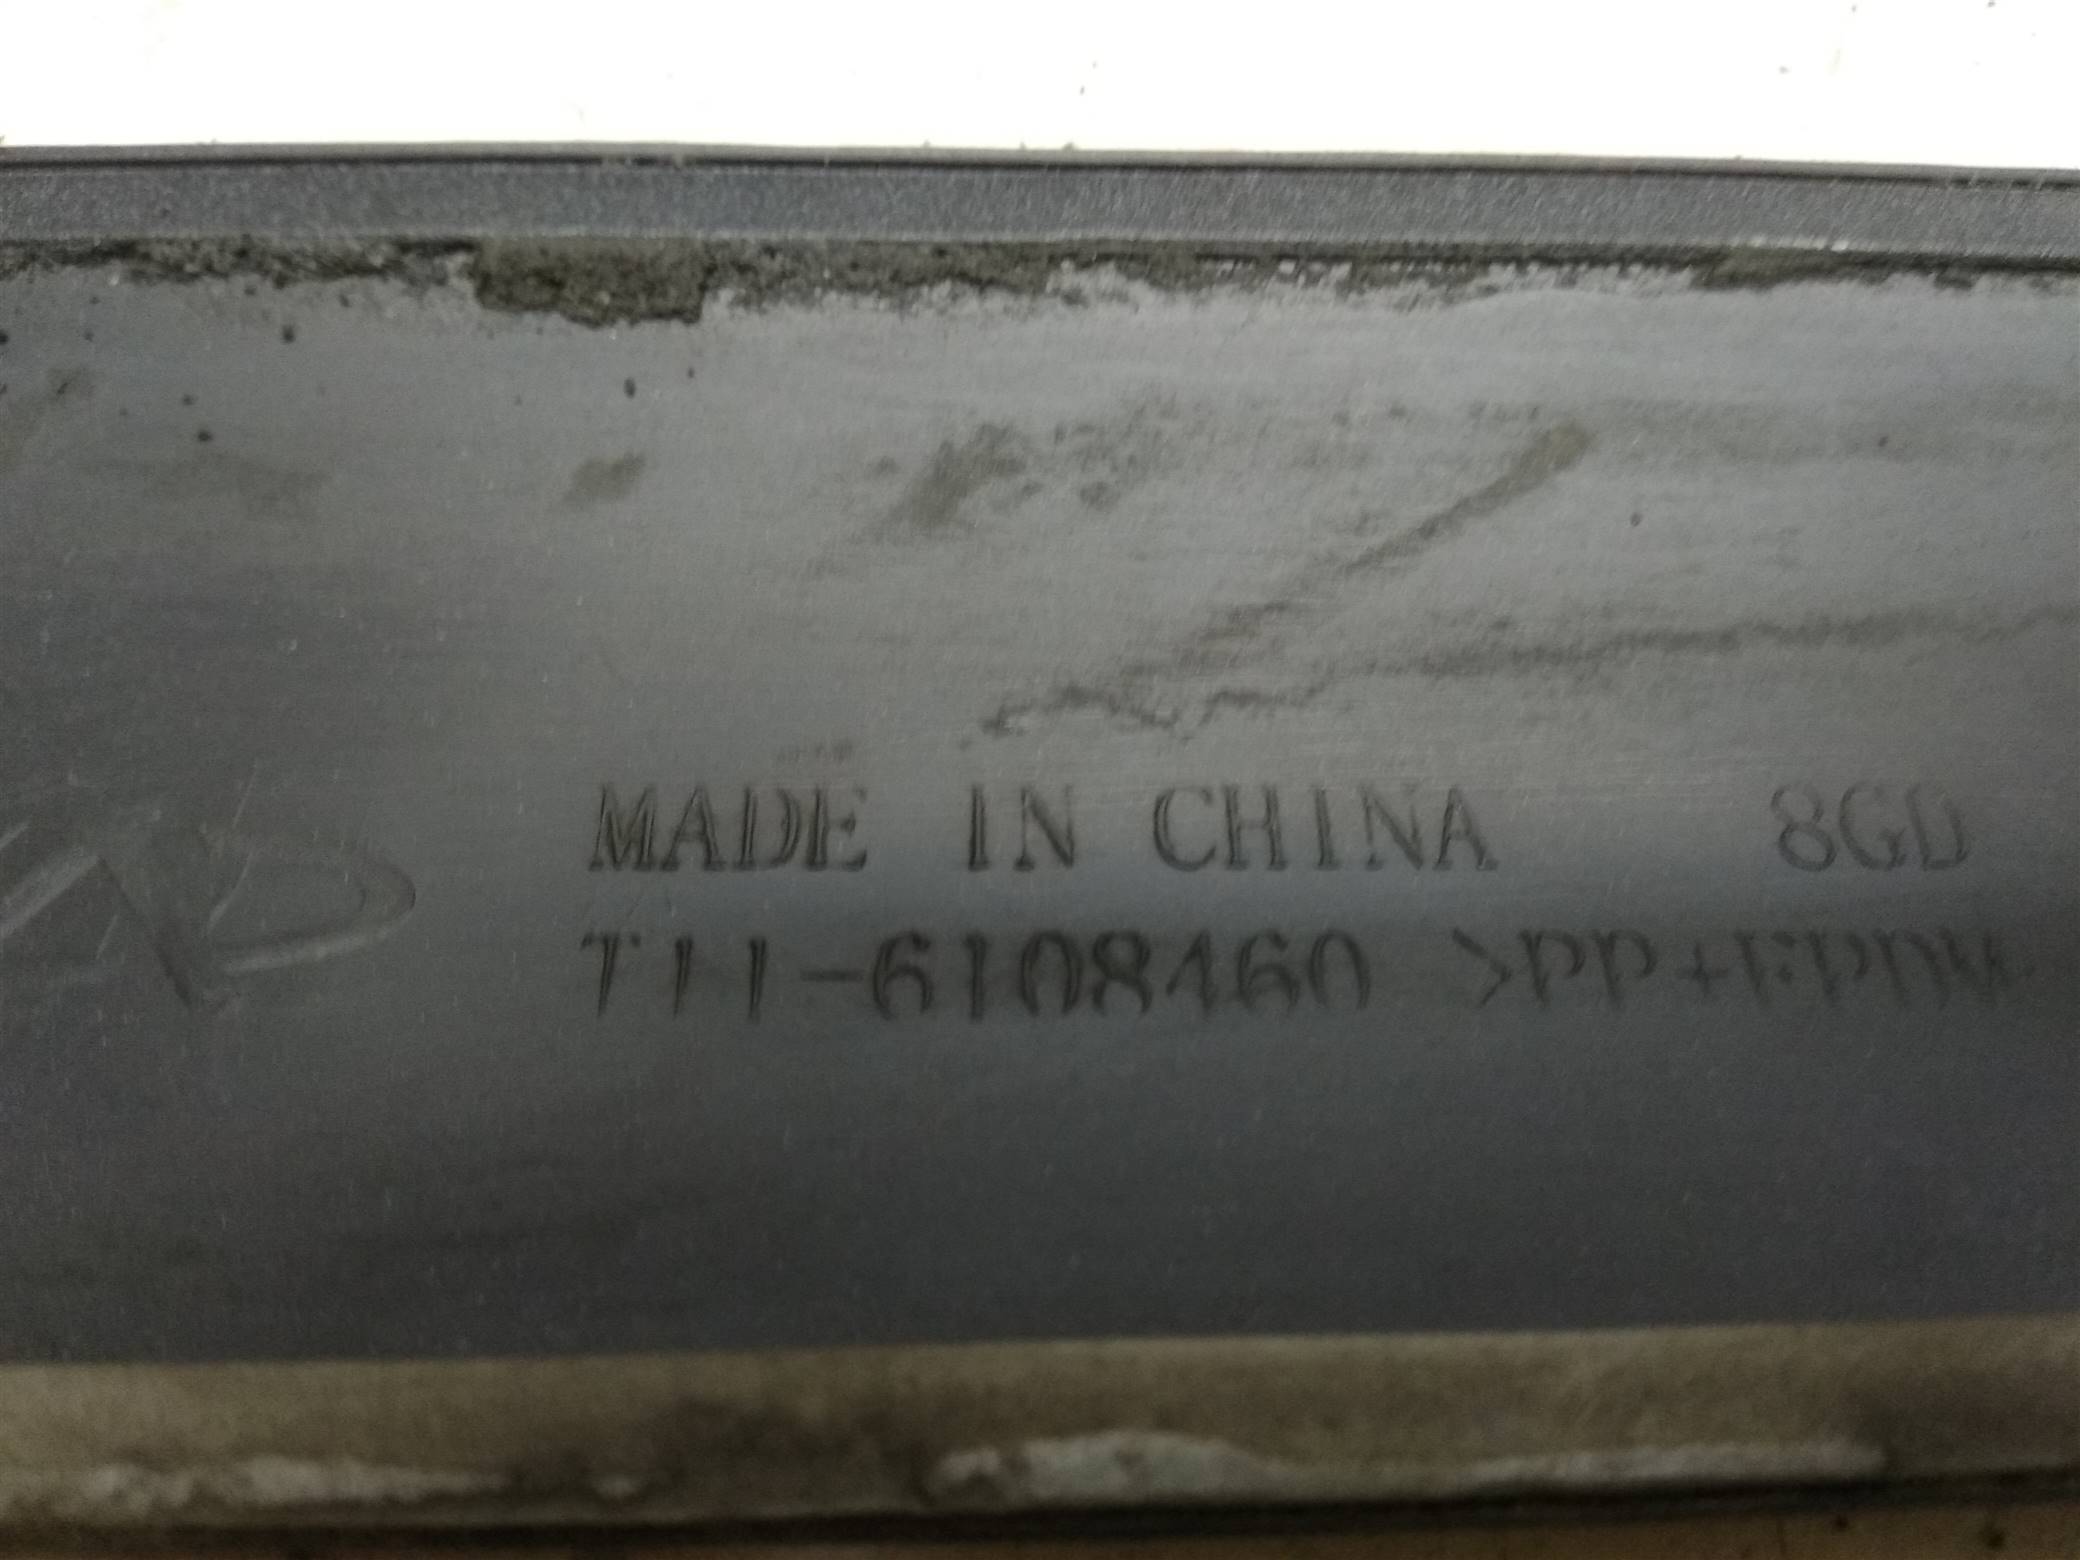 MADE IN CHINA 8GD
T11-6108460 >PP+EPDM